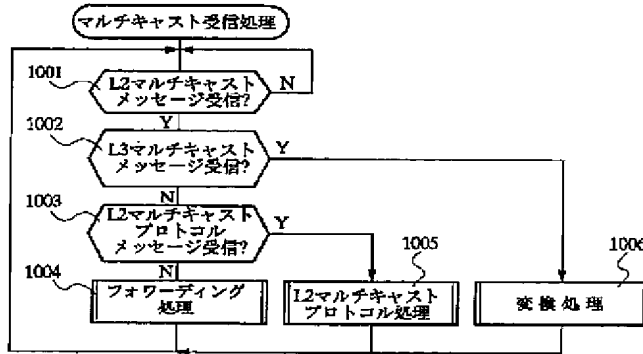 マルチキャスト受信処理
1001
L2マルチキャスト
メッセージ受信?
N
Y
1002
L3マルチキャスト
メッセージ受信?
Y
N
1003
L2マルチキャスト
プロトコル
メッセージ受信?
Y
N
1004
フォワーディング
処理
1005
L2マルチキャスト
プロトコル処理
1006
変換処理